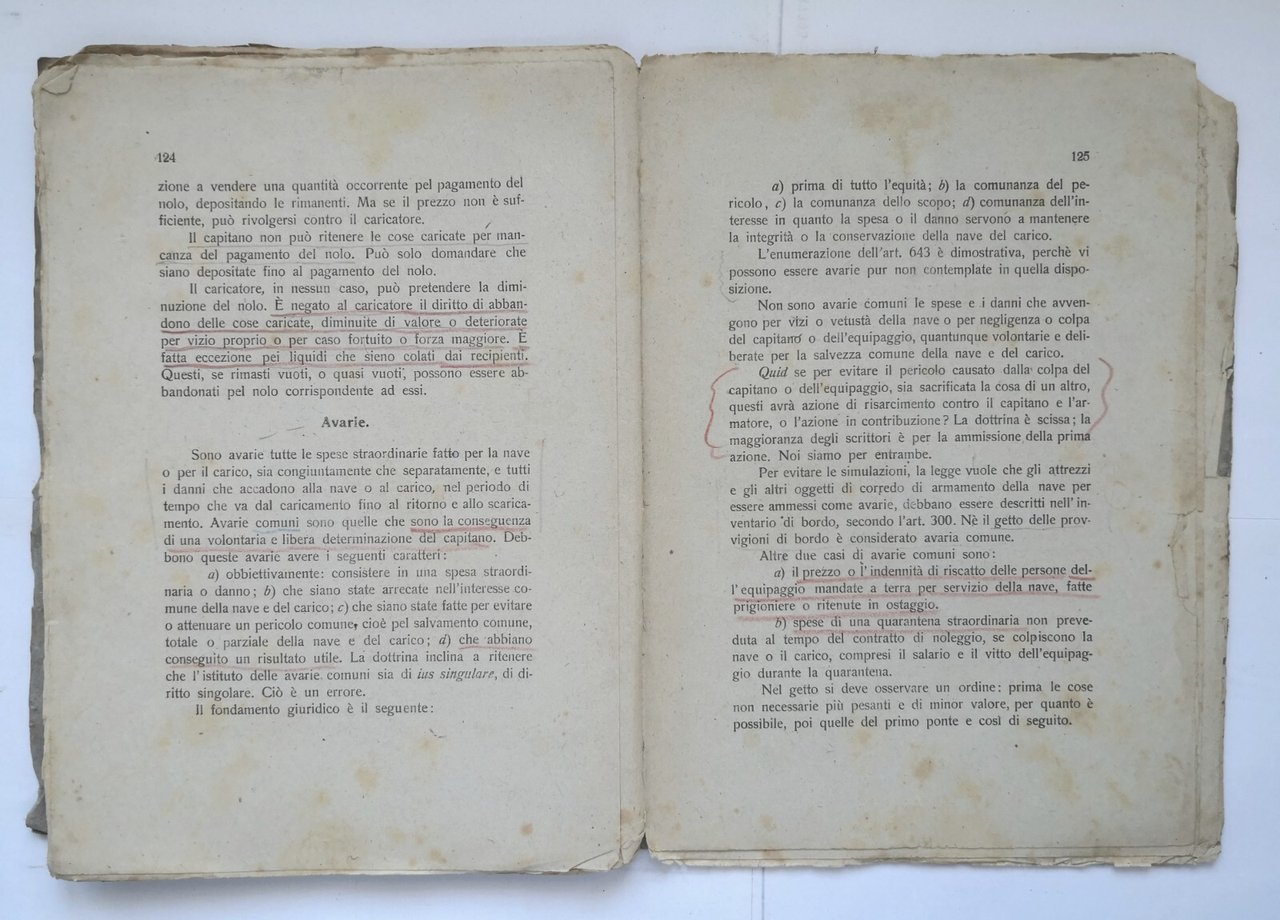 124
zione a vendere una quantità occorrente pel pagamento del
nolo, depositando le rimanenti. Ma se il prezzo non è suf-
ficiente, può rivolgersi contro il caricatore.
Il capitano non può ritenere le cose caricate per man-
canza del pagamento del nolo. Può solo domandare che
siano depositate fino al pagamento del nolo.
Il caricatore, in nessun caso, può pretendere la dimi-
nuzione del nolo. È negato al caricatore il diritto di abban-
dono delle cose caricate, diminuite di valore o deteriorate
per vizio proprio o per caso fortuito o forza maggiore. È
fatta eccezione pei liquidi che sieno colati dai recipienti.
Questi, se rimasti vuoti, o quasi vuoti, possono essere ab-
bandonati pel nolo corrispondente ad essi.
Avarie.
Sono avarie tutte le spese straordinarie fatto per la nave
o per il carico, sia congiuntamente che separatamente, e tutti
i danni che accadono alla nave o al carico, nel periodo di
tempo che va dal caricamento fino al ritorno e allo scarica-
mento. Avarie comuni sono quelle che sono la conseguenza
di una volontaria e libera determinazione del capitano. Deb-
bono queste avarie avere i seguenti caratteri:
a) obbiettivamente: consistere in una spesa straordi-
naria o danno; b) che siano state arrecate nell'interesse co-
mune della nave e del carico; c) che siano state fatte per evitare
o attenuare un pericolo comune, cioè pel salvamento comune,
totale o parziale della nave e del carico; d) che abbiano
conseguito un risultato utile. La dottrina inclina a ritenere
che l'istituto delle avarie comuni sia di ius singulare, di di-
ritto singolare. Ciò è un errore.
Il fondamento giuridico è il seguente:
125
a) prima di tutto l'equità; b) la comunanza del pe-
ricolo, c) la comunanza dello scopo; d) comunanza dell'in-
teresse in quanto la spesa o il danno servono a mantenere
la integrità o la conservazione della nave del carico.
L'enumerazione dell'art. 643 è dimostrativa, perchè vi
possono essere avarie pur non contemplate in quella dispo-
sizione.
Non sono avarie comuni le spese e i danni che avven-
gono per vizi o vetustà della nave o per negligenza o colpa
del capitano o dell'equipaggio, quantunque volontarie e deli-
berate per la salvezza comune della nave e del carico.
Quid se per evitare il pericolo causato dalla colpa del
capitano o dell'equipaggio, sia sacrificata la cosa di un altro,
questi avrà azione di risarcimento contro il capitano e l'ar-
matore, o l'azione in contribuzione? La dottrina è scissa; la
maggioranza degli scrittori è per la ammissione della prima
azione. Noi siamo per entrambe.
Per evitare le simulazioni, la legge vuole che gli attrezzi
e gli altri oggetti di corredo di armamento della nave per
essere ammessi come avarie, debbano essere descritti nell'in-
ventario di bordo, secondo l'art. 300. Nè il getto delle prov-
vigioni di bordo è considerato avaria comune.
Altre due casi di avarie comuni sono:
a) il prezzo o l'indennità di riscatto delle persone del-
l'equipaggio mandate a terra per servizio della nave, fatte
prigioniere o ritenute in ostaggio.
b) spese di una quarantena straordinaria non preve-
duta al tempo del contratto di noleggio, se colpiscono la
nave o il carico, compresi il salario e il vitto dell'equipag-
gio durante la quarantena.
Nel getto si deve osservare un ordine: prima le cose
non necessarie più pesanti e di minor valore, per quanto è
possibile, poi quelle del primo ponte e così di seguito.